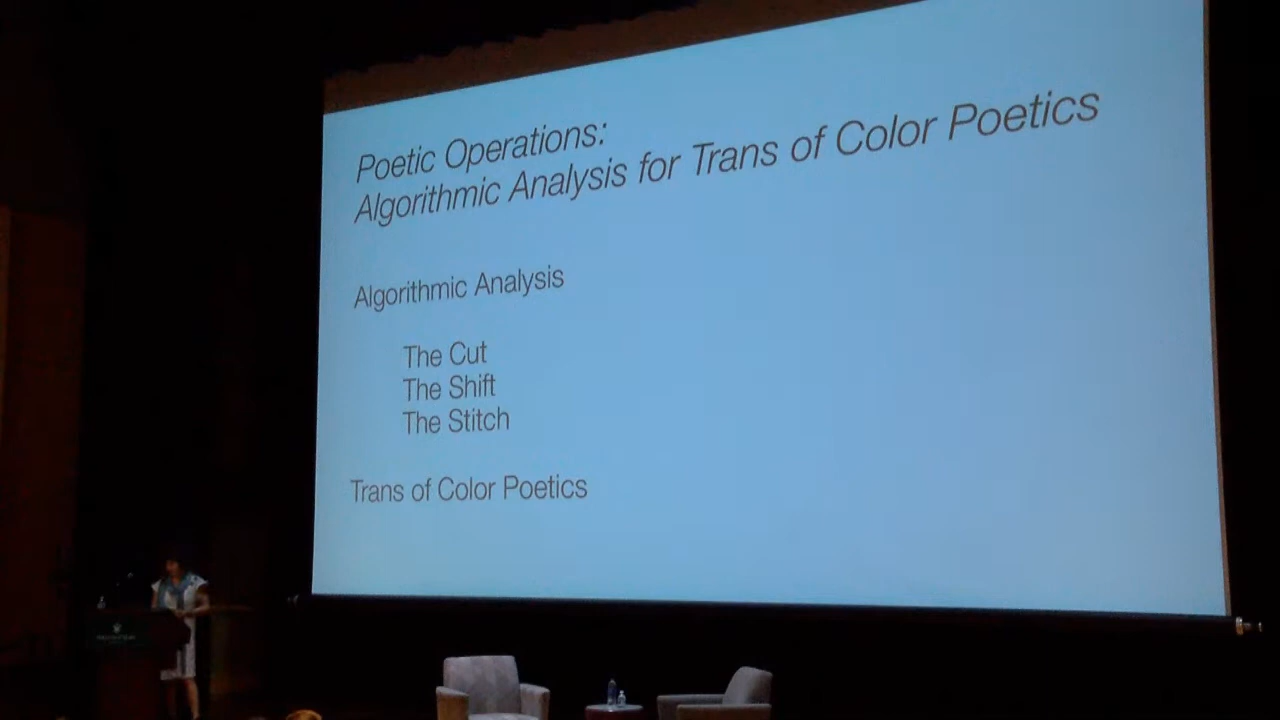 Poetic Operations:
Algorithmic Analysis for Trans of Color Poetics
Algorithmic Analysis
The Cut
The Shift
The Stitch
Trans of Color Poetics